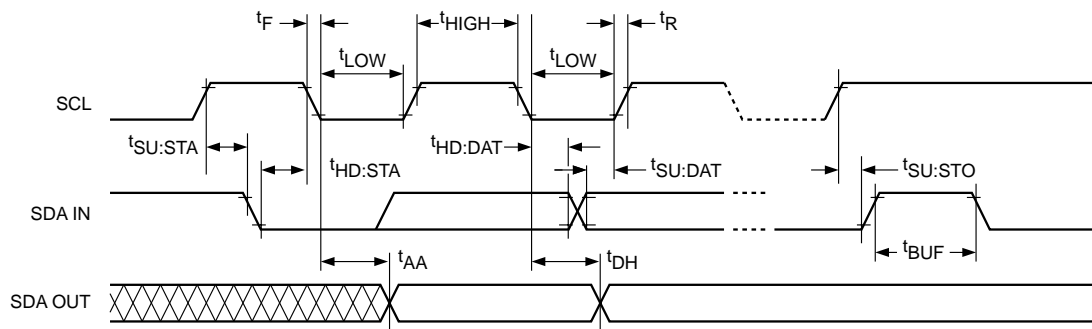 tF
tHIGH
tR
tLOW
tLOW
SCL
tSU:STA
tHD:STA
tHD:DAT
tSU:DAT
tSU:STO
SDA IN
tBUF
tAA
tDH
SDA OUT